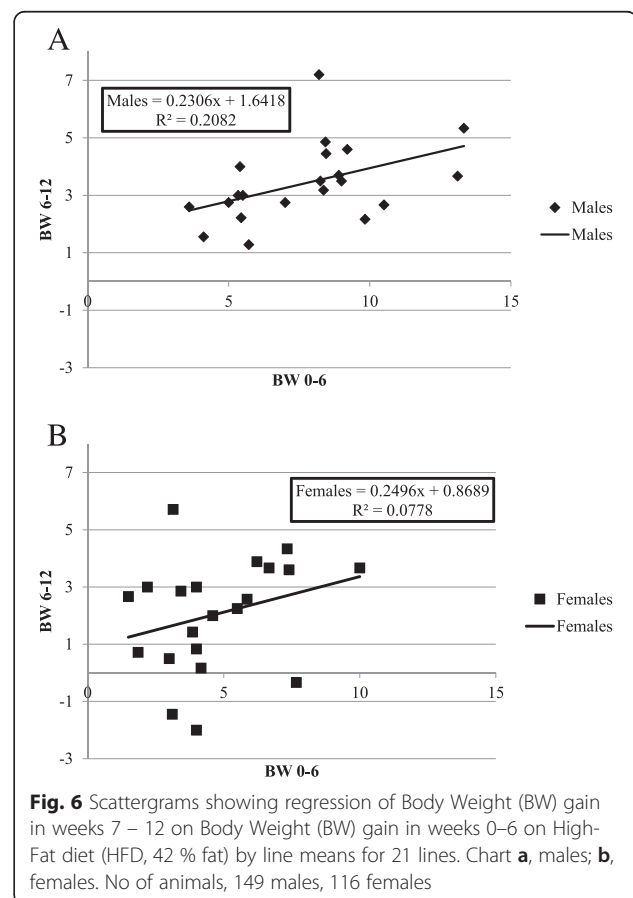 A
7
Males = 0.2306x + 1.6418
R² = 0.2082
5
BW 6-12
3
Males
Males
1
0 5 10 15
-1
-3
BW 0-6
B
7
Females = 0.2496x + 0.8689
R² = 0.0778
5
BW 6-12
3
Females
Females
1
0 5 10 15
-1
-3
BW 0-6
Fig. 6 Scattergrams showing regression of Body Weight (BW) gain
in weeks 7 – 12 on Body Weight (BW) gain in weeks 0–6 on High-
Fat diet (HFD, 42 % fat) by line means for 21 lines. Chart a, males; b,
females. No of animals, 149 males, 116 females